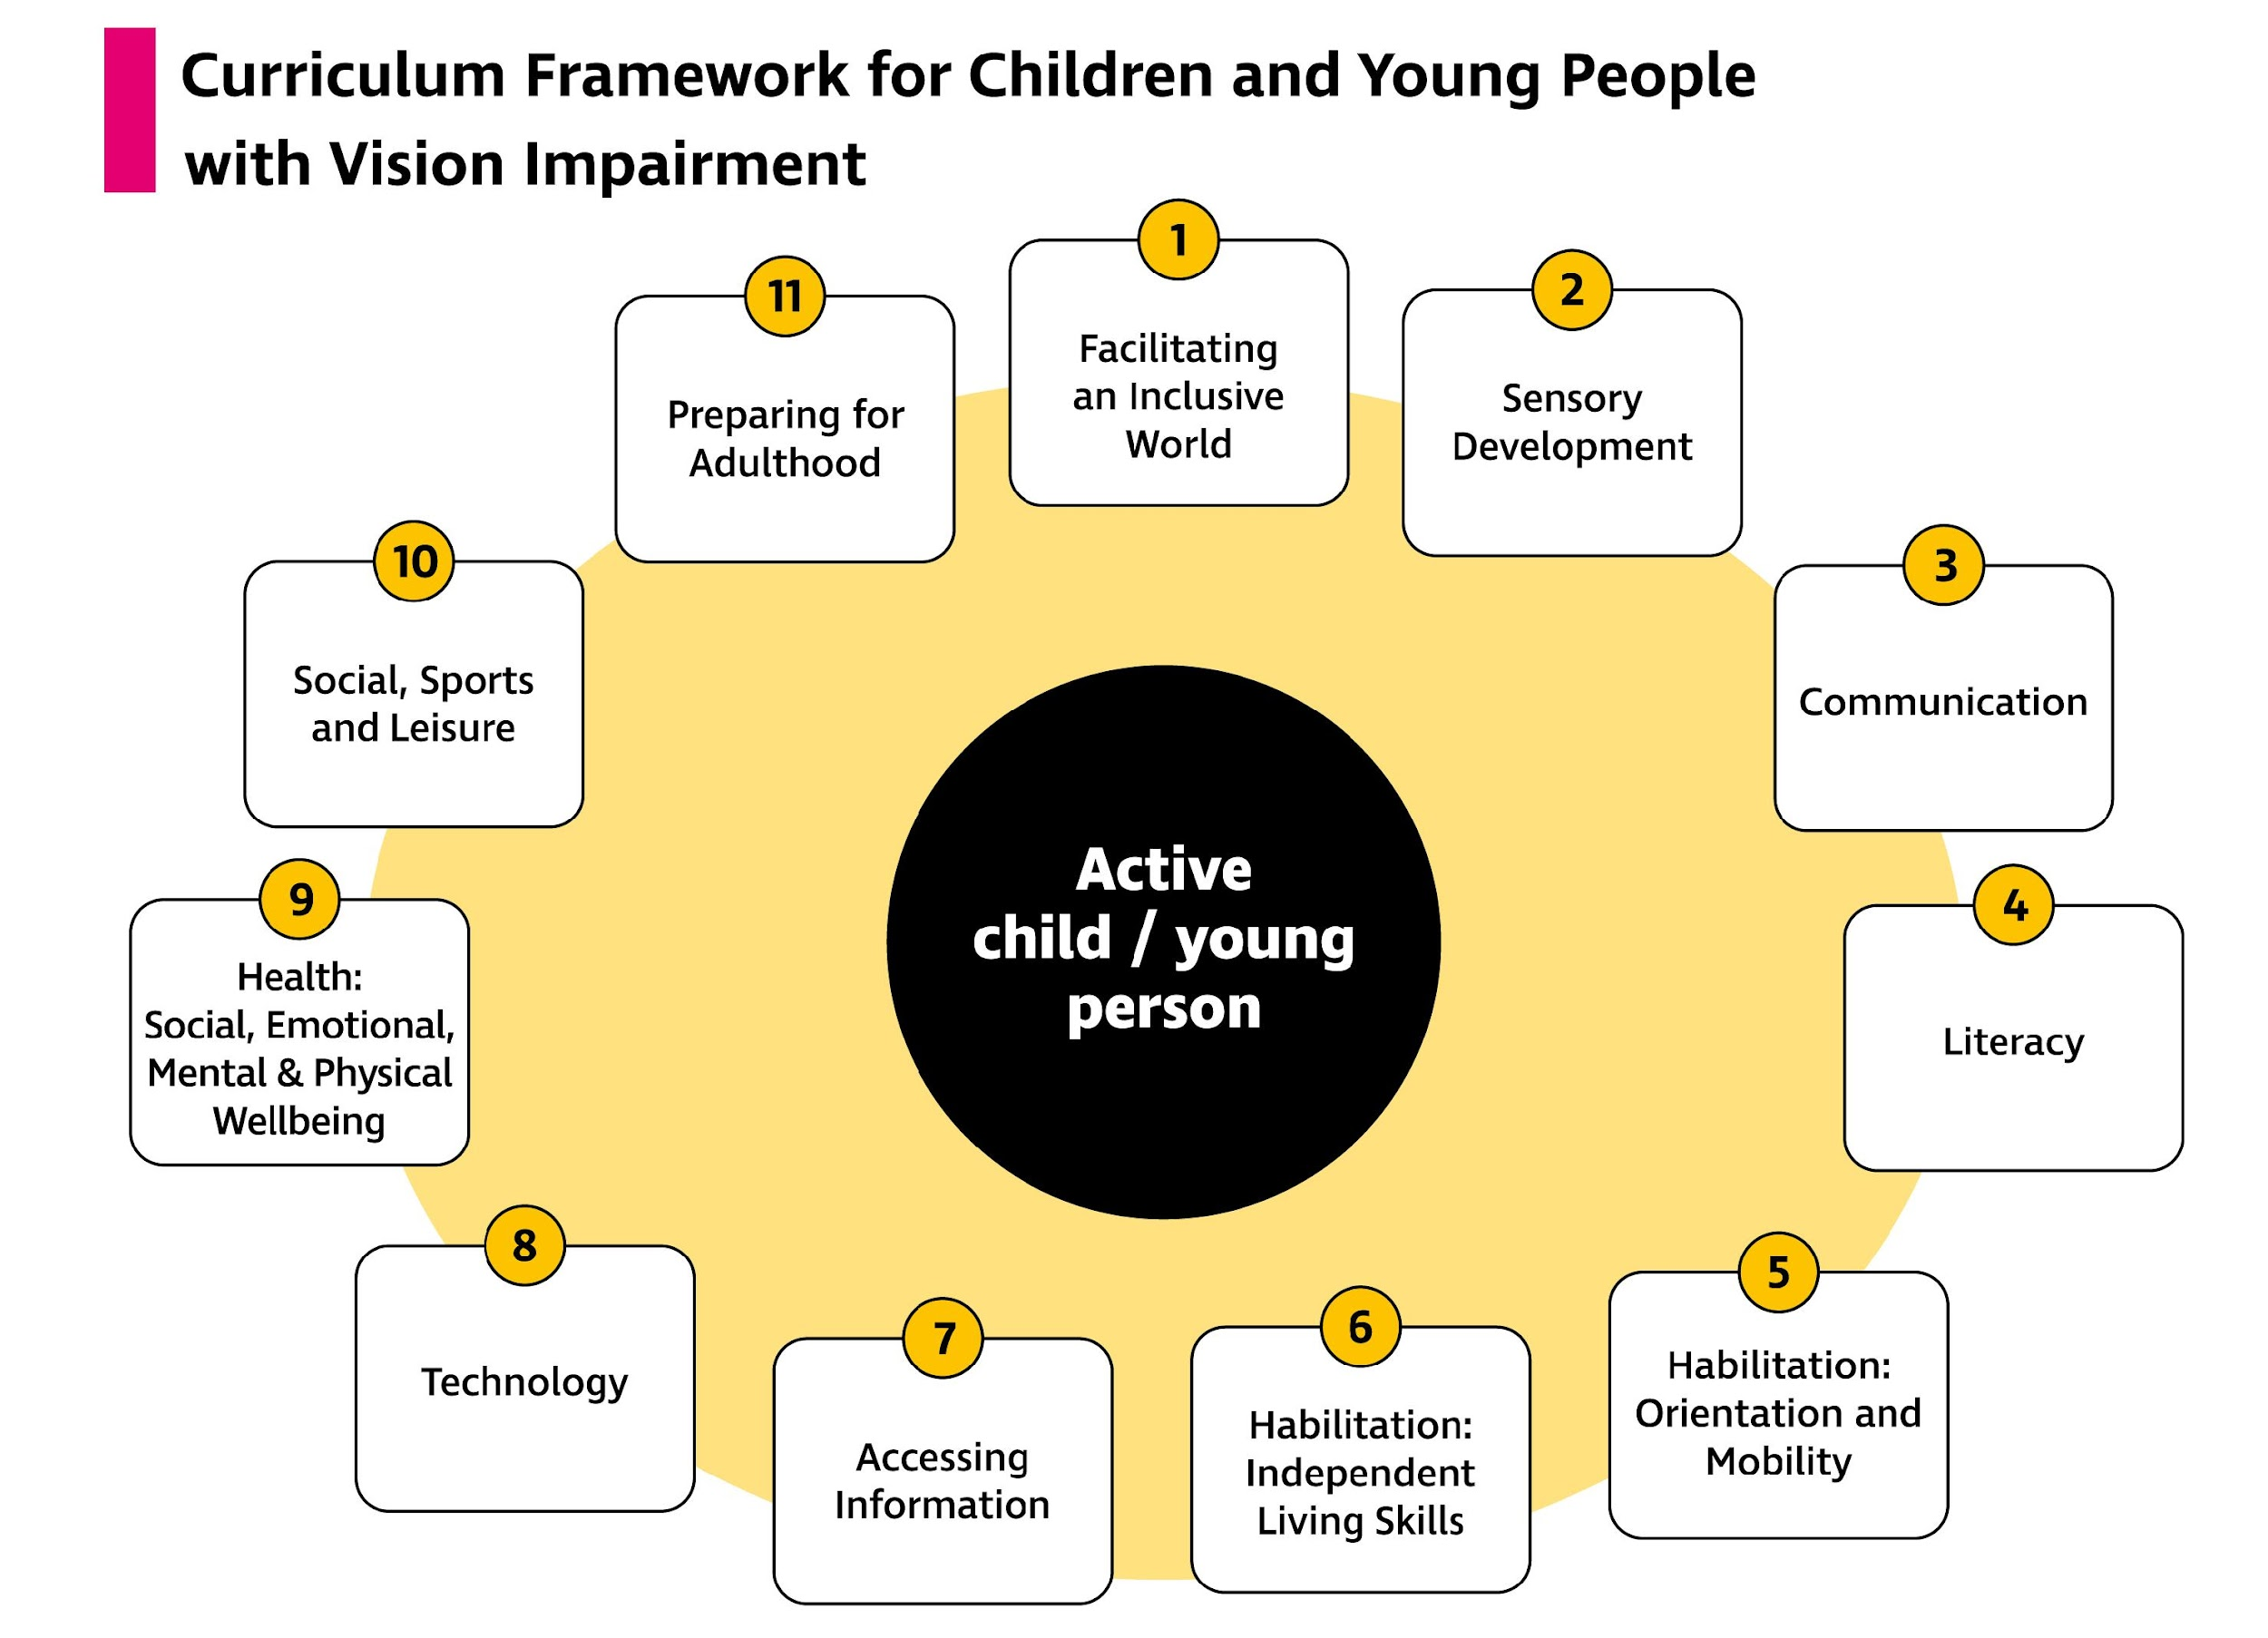 Curriculum Framework for Children and Young People
with Vision Impairment
1
Facilitating
an Inclusive
World
2
Sensory
Development
3
Communication
4
Literacy
5
Habilitation:
Orientation and
Mobility
6
Habilitation:
Independent
Living Skills
7
Accessing
Information
8
Technology
9
Health:
Social, Emotional,
Mental & Physical
Wellbeing
10
Social, Sports
and Leisure
11
Preparing for
Adulthood
Active
child / young
person